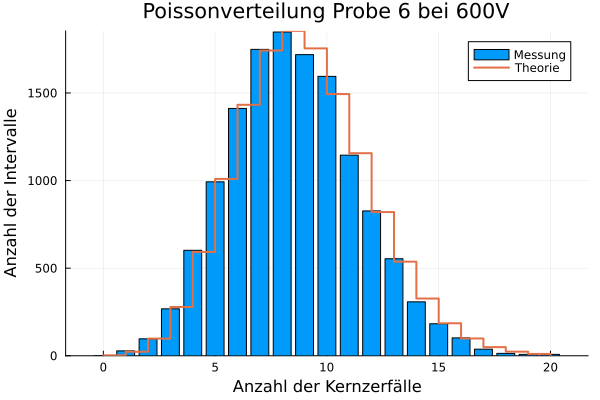 Poissonverteilung Probe 6 bei 600V
Messung
Theorie
Anzahl der Intervalle
1500
1000
500
0
0 5 10 15 20
Anzahl der Kernzerfälle